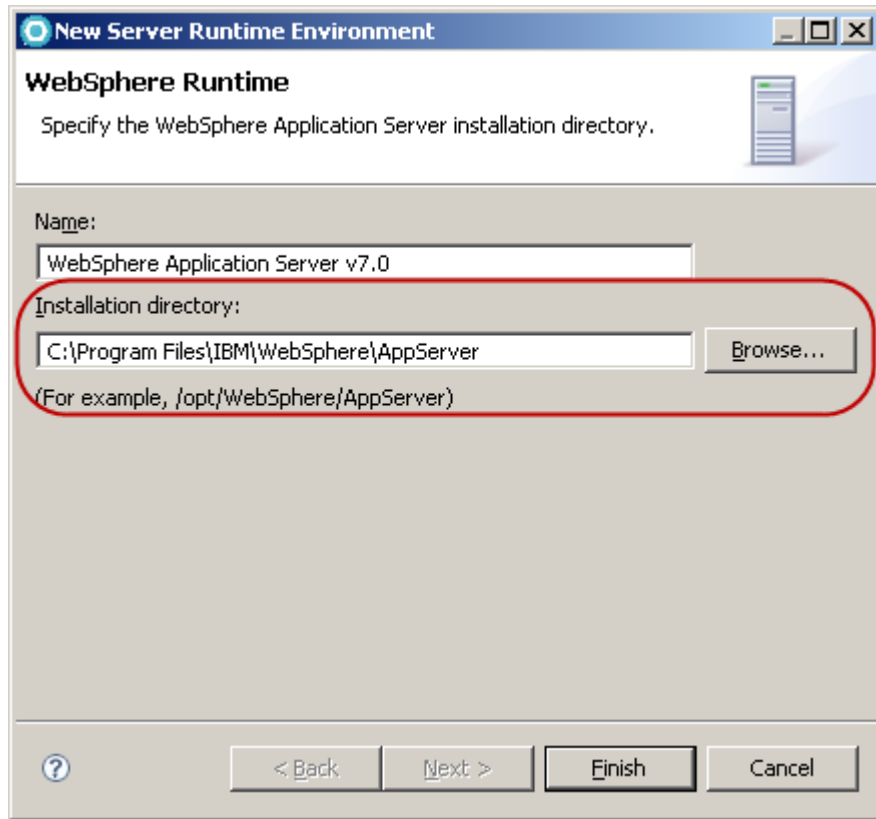 New Server Runtime Environment
WebSphere Runtime
Specify the WebSphere Application Server installation directory.
Name:
WebSphere Application Server v7.0
Installation directory:
C:\Program Files\IBM\WebSphere\AppServer
Browse...
(For example, /opt/WebSphere/AppServer)
?
< Back
Next >
Finish
Cancel